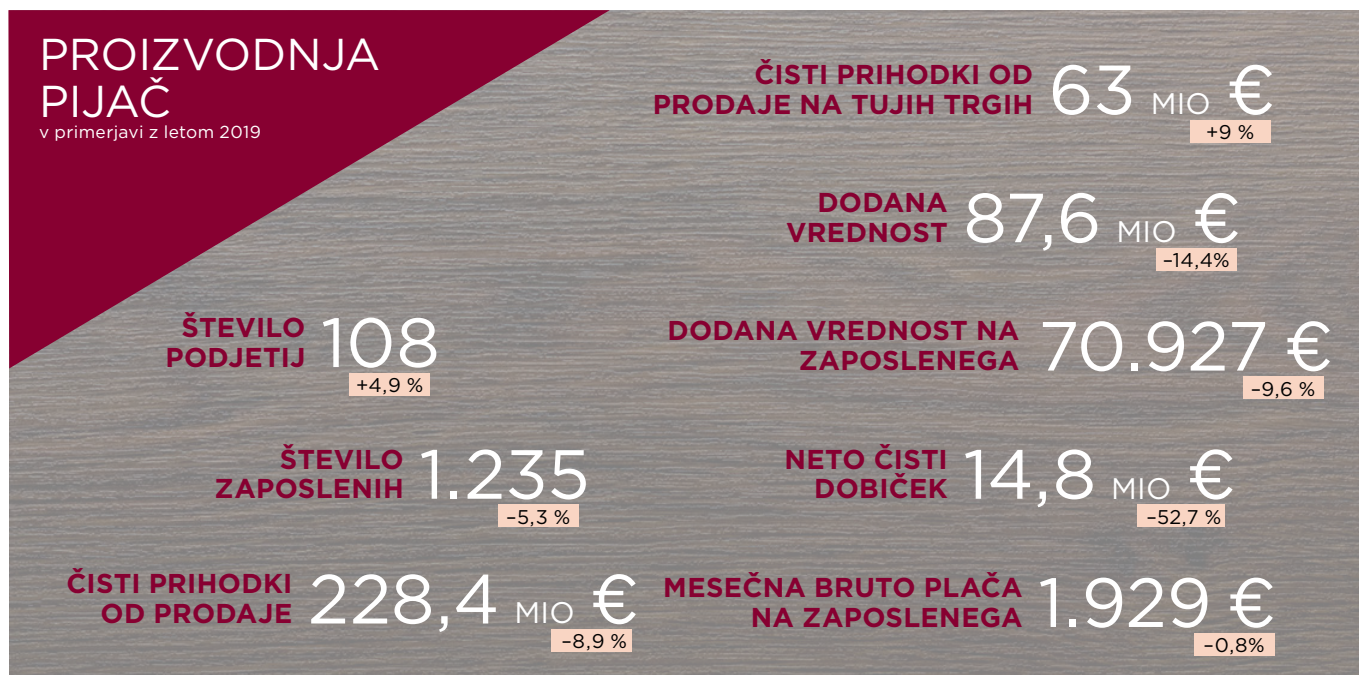 PROIZVODNJA
PIJAČ
v primerjavi z letom 2019
ŠTEVILO
PODJETIJ 108
+4,9 %
ŠTEVILO
ZAPOSLENIH 1.235
–5,3 %
ČISTI PRIHODKI
OD PRODAJE 228,4 MIO €
–8,9 %
ČISTI PRIHODKI OD
PRODAJE NA TUJIH TRGIH 63 MIO €
+9 %
DODANA
VREDNOST 87,6 MIO €
–14,4%
DODANA VREDNOST NA
ZAPOSLENEGA 70.927 €
–9,6 %
NETO ČISTI
DOBIČEK 14,8 MIO €
–52,7 %
MESEČNA BRUTO PLAČA
NA ZAPOSLENEGA 1.929 €
–0,8%